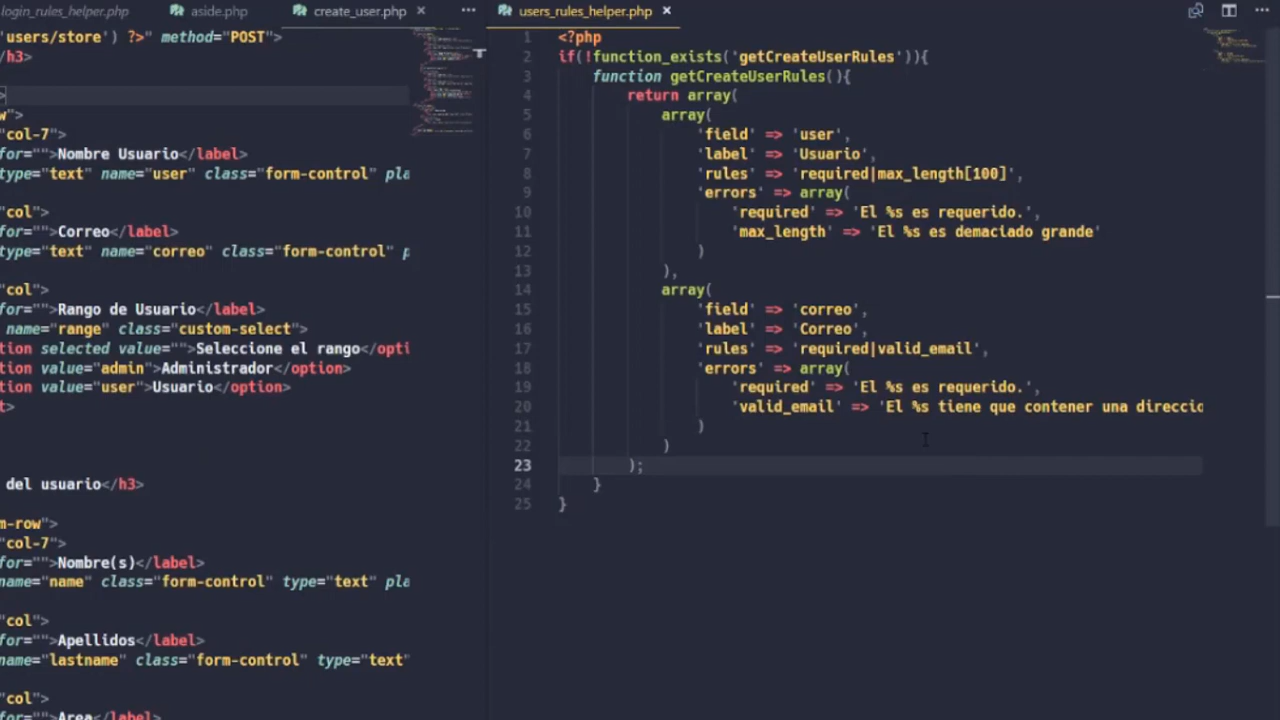 login_rules_helper.php aside.php create_user.php × ···
'users/store') ?>" method="POST">
/h3>
>
w">
"col-7">
for="">Nombre Usuario</label>
type="text" name="user" class="form-control" pla
"col">
for="">Correo</label>
type="text" name="correo" class="form-control" p
"col">
for="">Rango de Usuario</label>
name="range" class="custom-select">
tion selected value="">Seleccione el rango</opti
tion value="admin">Administrador</option>
tion value="user">Usuario</option>
t>
del usuario</h3>
m-row">
"col-7">
for="">Nombre(s)</label>
name="name" class="form-control" type="text" pla
"col">
for="">Apellidos</label>
name="lastname" class="form-control" type="text"
"col">
for="">Area</label>
users_rules_helper.php ×
1 <?php
2 if(!function_exists('getCreateUserRules')){
3 function getCreateUserRules(){
4 return array(
5 array(
6 'field' => 'user',
7 'label' => 'Usuario',
8 'rules' => 'required|max_length[100]',
9 'errors' => array(
10 'required' => 'El %s es requerido.',
11 'max_length' => 'El %s es demaciado grande'
12 )
13 ),
14 array(
15 'field' => 'correo',
16 'label' => 'Correo',
17 'rules' => 'required|valid_email',
18 'errors' => array(
19 'required' => 'El %s es requerido.',
20 'valid_email' => 'El %s tiene que contener una direccio
21 )
22 )
23 );
24 }
25 }